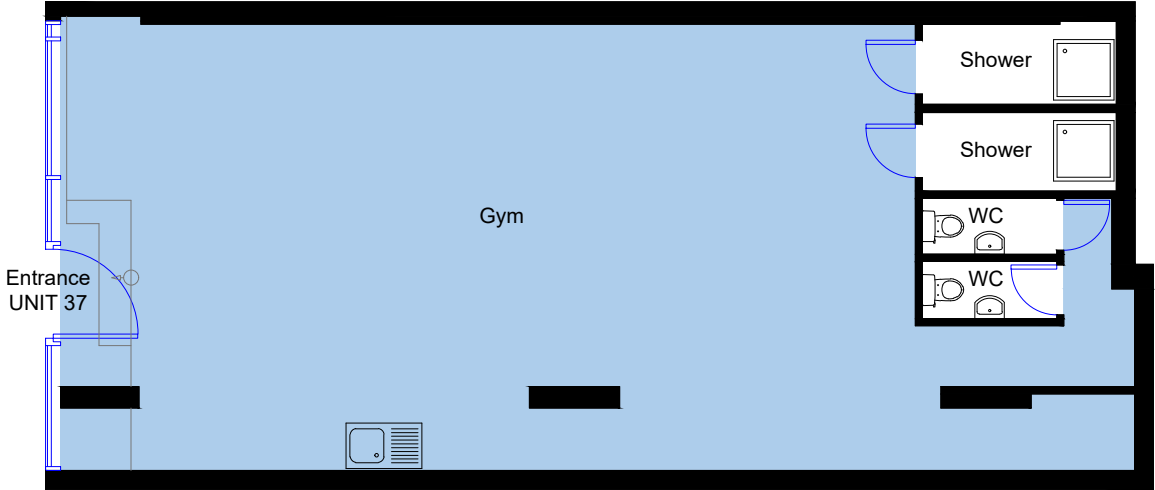 Shower
Shower
Gym
WC
Entrance
UNIT 37
WC